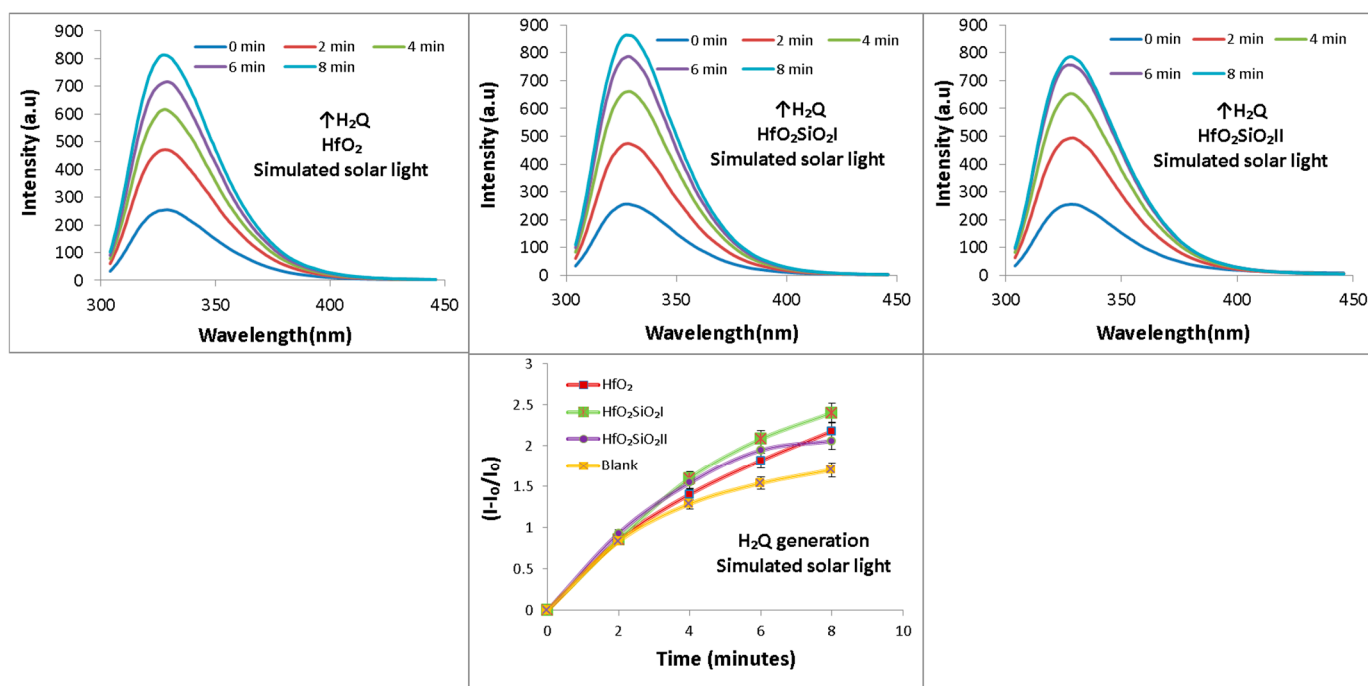 900
800
700
600
500
400
300
200
100
0
Intensity (a.u)
0 min
2 min
4 min
6 min
8 min
↑H₂Q
HfO₂
Simulated solar light
300
350
400
450
Wavelength(nm)
900
800
700
600
500
400
300
200
100
0
Intensity (a.u)
0 min
2 min
4 min
6 min
8 min
↑H₂Q
HfO₂SiO₂I
Simulated solar light
300
350
400
450
Wavelength(nm)
900
800
700
600
500
400
300
200
100
0
Intensity (a.u)
0 min
2 min
4 min
6 min
8 min
↑H₂Q
HfO₂SiO₂II
Simulated solar light
300
350
400
450
Wavelength(nm)
3
2.5
2
1.5
1
0.5
0
(I-I₀/I₀)
HfO₂
HfO₂SiO₂I
HfO₂SiO₂II
Blank
H₂Q generation
Simulated solar light
0
2
4
6
8
10
Time (minutes)